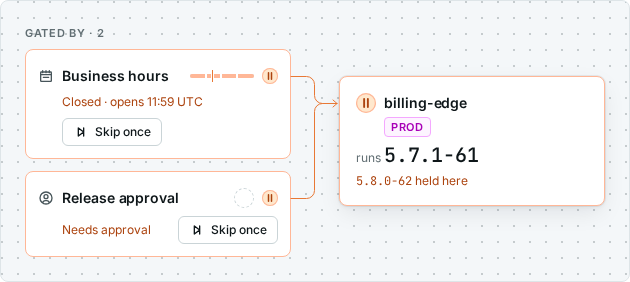 GATED BY · 2
Business hours
Closed · opens 11:59 UTC
Skip once
Release approval
Needs approval
Skip once
billing-edge
PROD
runs 5.7.1-61
5.8.0-62 held here